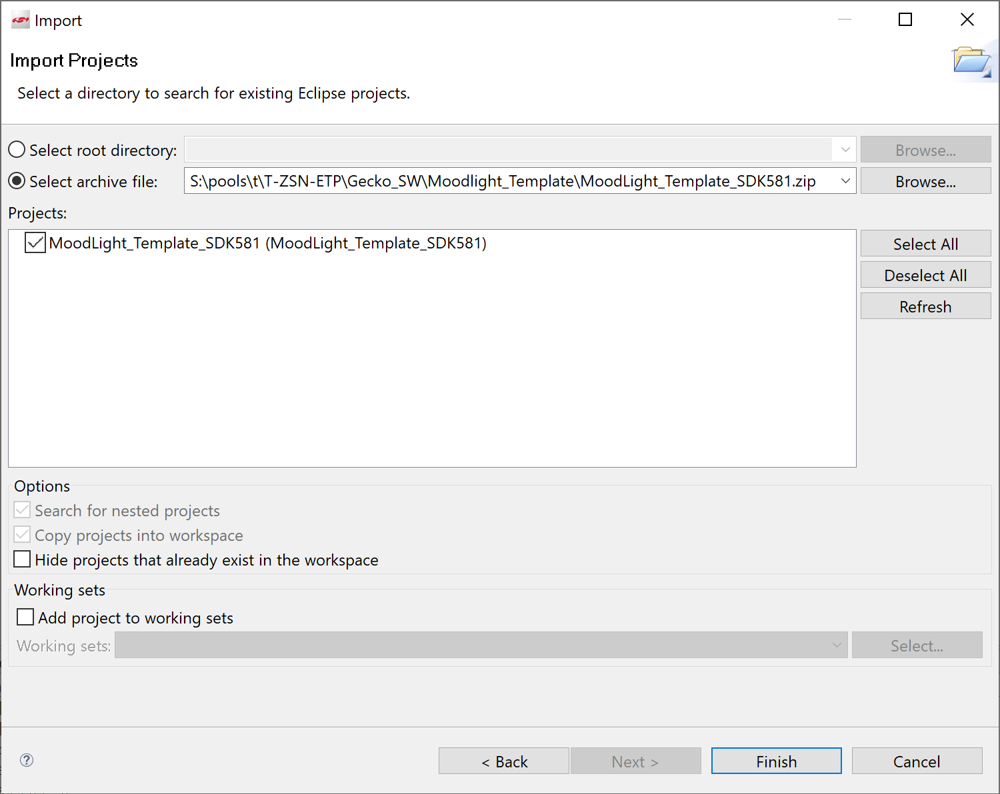 Import
Import Projects
Select a directory to search for existing Eclipse projects.
Select root directory:
Browse...
Select archive file:
S:\pools\t\T-ZSN-ETP\Gecko_SW\Moodlight_Template\MoodLight_Template_SDK581.zip
Browse...
Projects:
MoodLight_Template_SDK581 (MoodLight_Template_SDK581)
Select All
Deselect All
Refresh
Options
Search for nested projects
Copy projects into workspace
Hide projects that already exist in the workspace
Working sets
Add project to working sets
Working sets:
Select...
?
< Back
Next >
Finish
Cancel